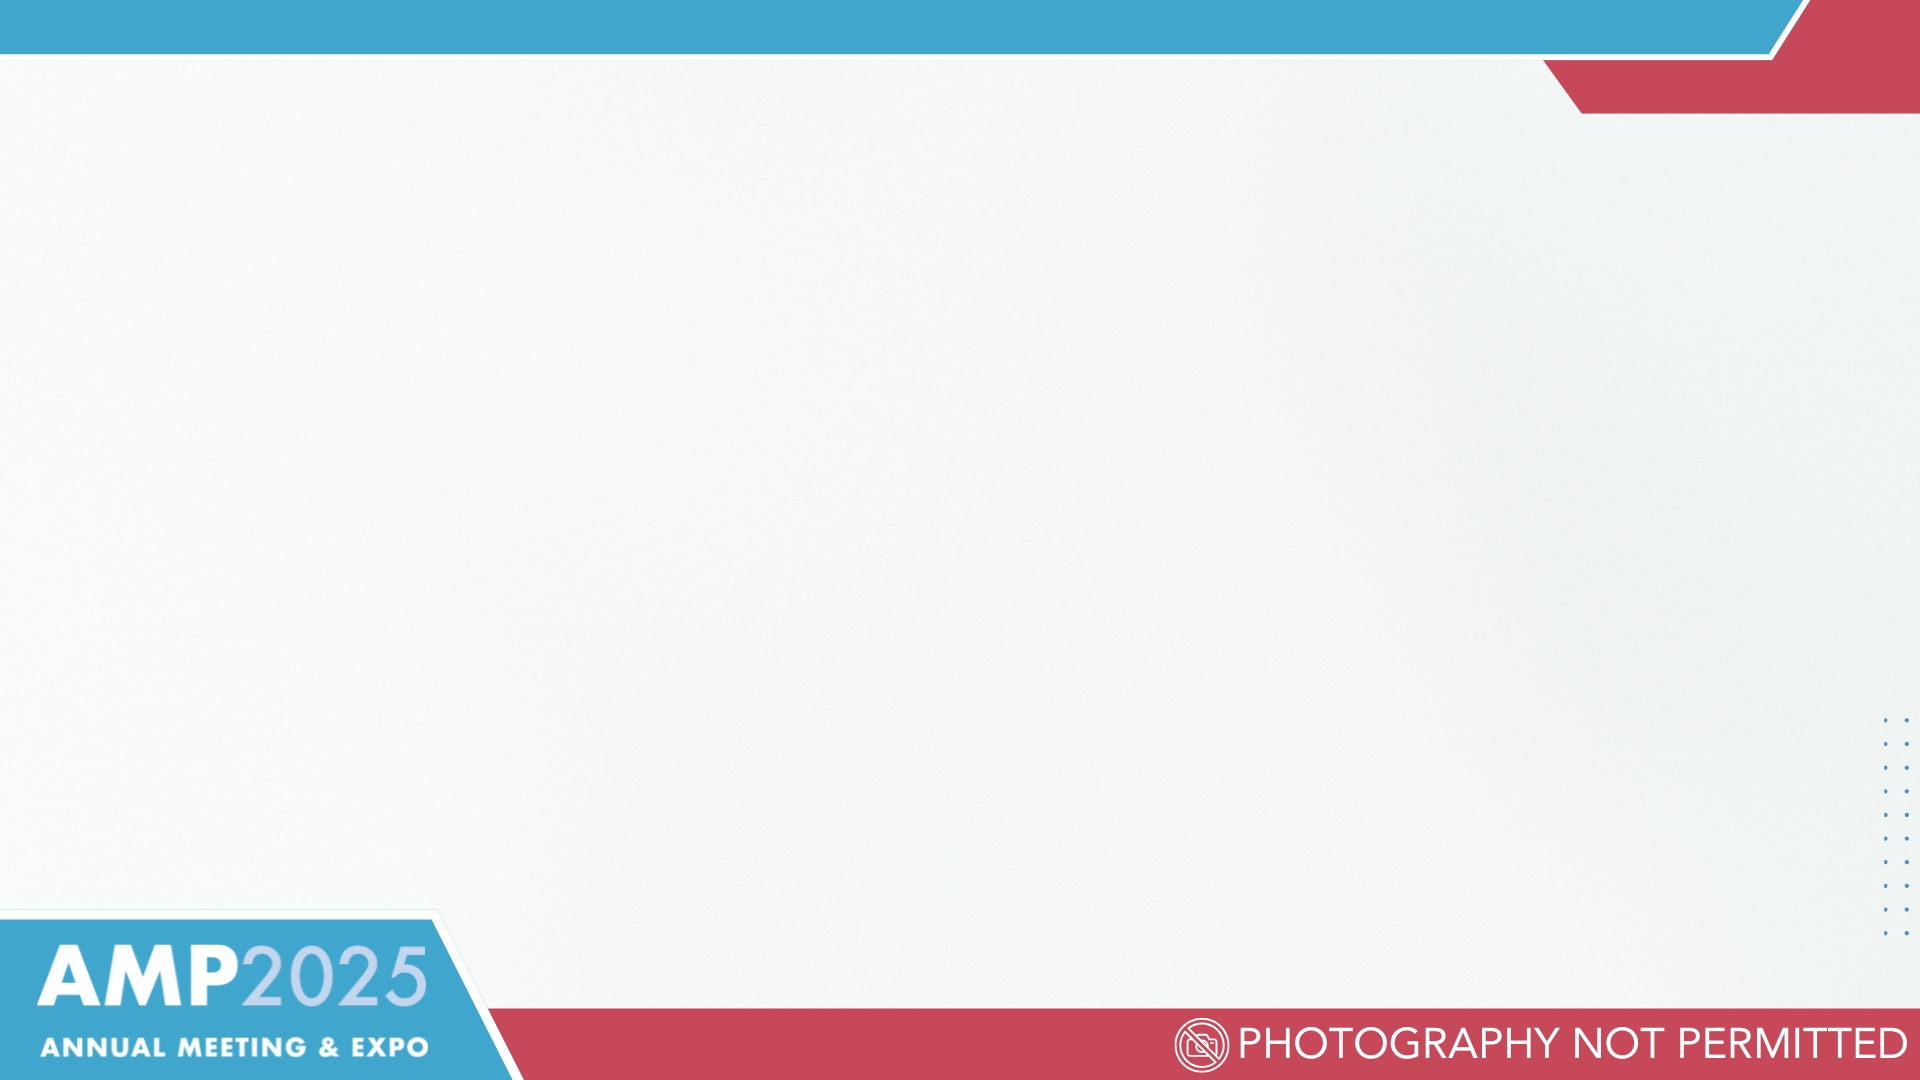 AMP2025
ANNUAL MEETING & EXPO
PHOTOGRAPHY NOT PERMITTED